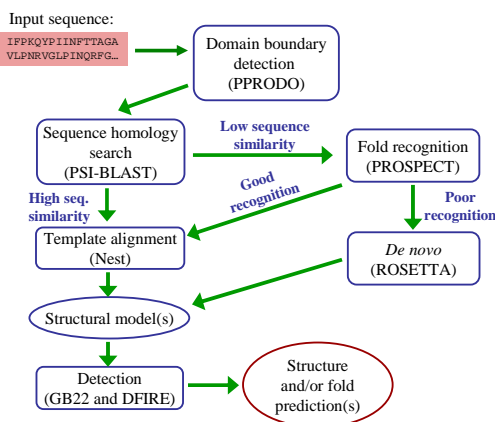 Input sequence:
IFPKQYPIINFTTAGA
VLPNRVGLPINQRFG…
Domain boundary
detection
(PPRODO)
Sequence homology
search
(PSI-BLAST)
Low sequence
similarity
Fold recognition
(PROSPECT)
Good
recognition
High seq.
similarity
Poor
recognition
Template alignment
(Nest)
De novo
(ROSETTA)
Structural model(s)
Detection
(GB22 and DFIRE)
Structure
and/or fold
prediction(s)